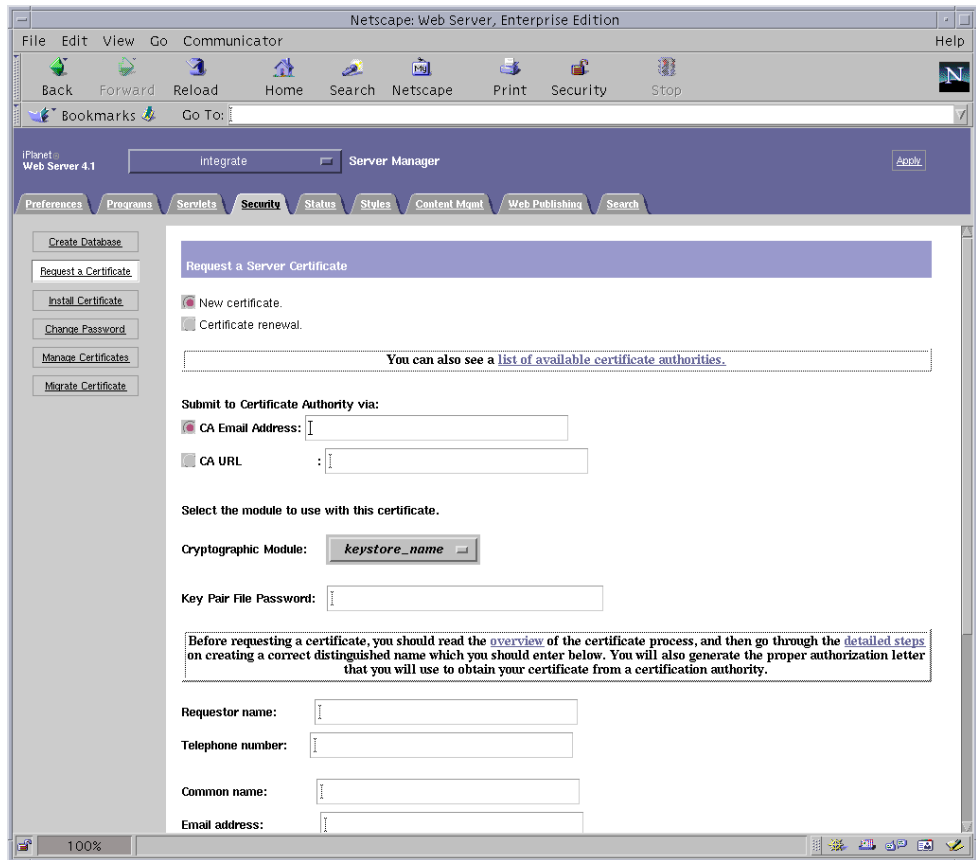 Netscape: Web Server, Enterprise Edition
File Edit View Go Communicator Help
Back Forward Reload Home Search Netscape Print Security Stop
Bookmarks Go To:
iPlanet
Web Server 4.1
integrate
Server Manager
Apply
Preferences Programs Servlets Security Status Styles Content Mgmt Web Publishing Search
Create Database
Request a Certificate
Install Certificate
Change Password
Manage Certificates
Migrate Certificate
Request a Server Certificate
New certificate.
Certificate renewal.
You can also see a list of available certificate authorities.
Submit to Certificate Authority via:
CA Email Address:
CA URL :
Select the module to use with this certificate.
Cryptographic Module: keystore_name
Key Pair File Password:
Before requesting a certificate, you should read the overview of the certificate process, and then go through the detailed steps
on creating a correct distinguished name which you should enter below. You will also generate the proper authorization letter
that you will use to obtain your certificate from a certification authority.
Requestor name:
Telephone number:
Common name:
Email address:
100%